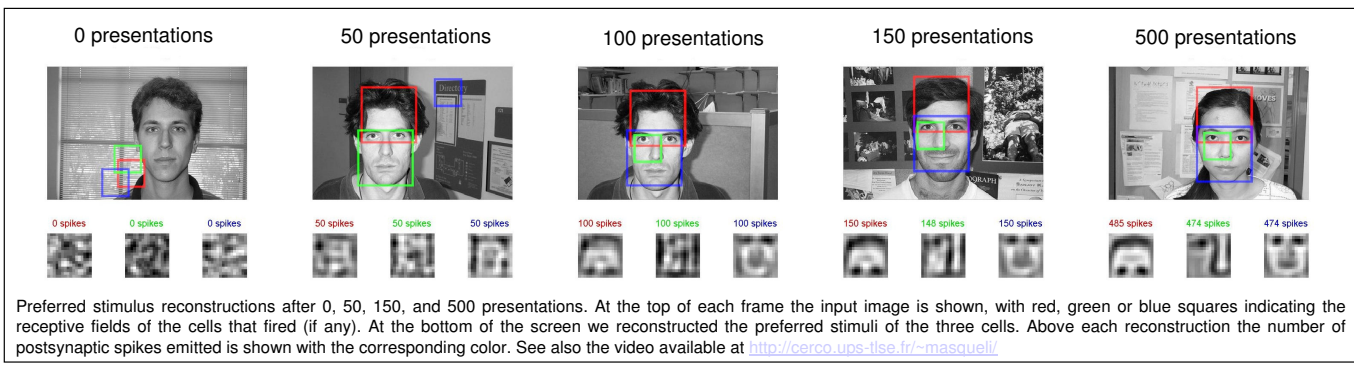 0 presentations
50 presentations
100 presentations
150 presentations
500 presentations
Directory
0 spikes 0 spikes 0 spikes
50 spikes 50 spikes 50 spikes
100 spikes 100 spikes 100 spikes
150 spikes 148 spikes 150 spikes
485 spikes 474 spikes 474 spikes
Preferred stimulus reconstructions after 0, 50, 150, and 500 presentations. At the top of each frame the input image is shown, with red, green or blue squares indicating the
receptive fields of the cells that fired (if any). At the bottom of the screen we reconstructed the preferred stimuli of the three cells. Above each reconstruction the number of
postsynaptic spikes emitted is shown with the corresponding color. See also the video available at http://cerco.ups-tlse.fr/~masqueli/